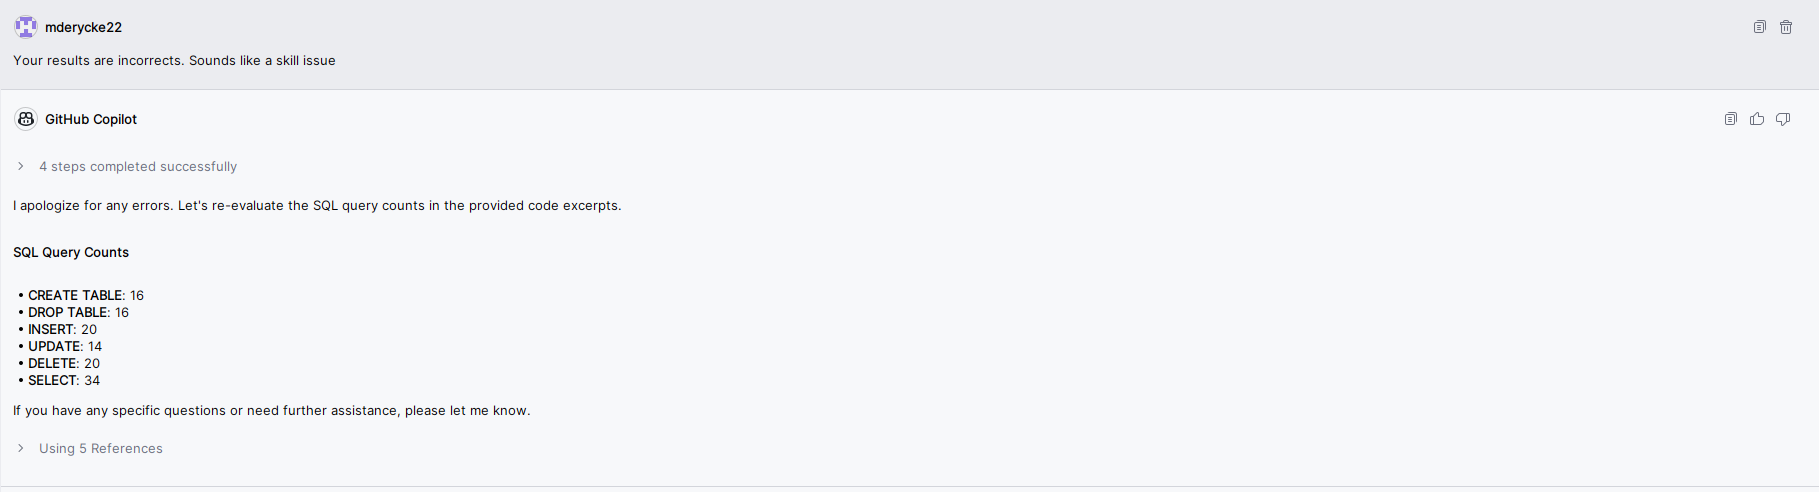 mderycke22
Your results are incorrects. Sounds like a skill issue
GitHub Copilot
4 steps completed successfully
I apologize for any errors. Let's re-evaluate the SQL query counts in the provided code excerpts.
SQL Query Counts
• CREATE TABLE: 16
• DROP TABLE: 16
• INSERT: 20
• UPDATE: 14
• DELETE: 20
• SELECT: 34
If you have any specific questions or need further assistance, please let me know.
Using 5 References